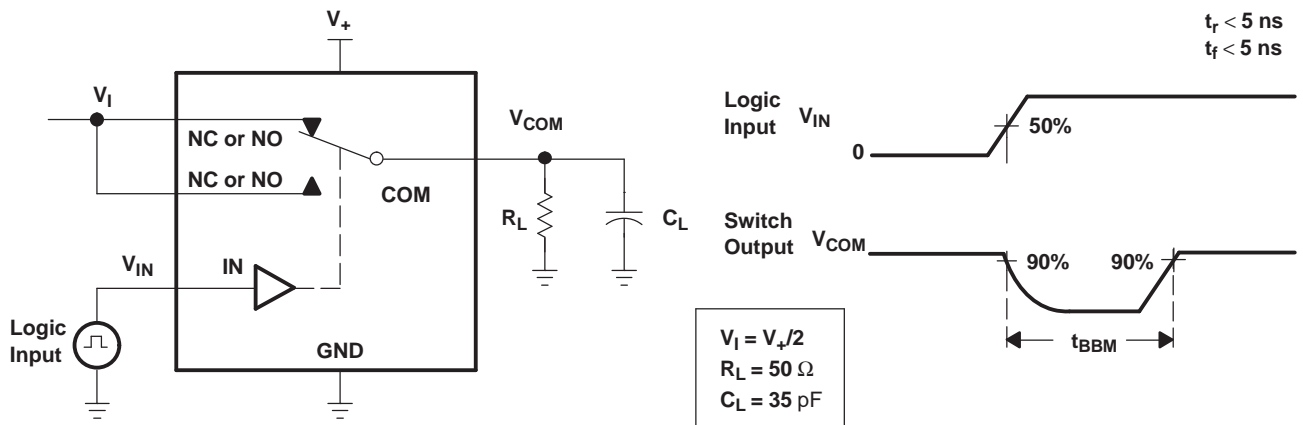 V+
VI
NC or NO
NC or NO
COM
VCOM
RL
CL
VIN
IN
Logic
Input
GND
VI = V+/2
RL = 50 Ω
CL = 35 pF
tr < 5 ns
tf < 5 ns
Logic
Input
VIN
50%
0
Switch
Output
VCOM
90%
90%
tBBM